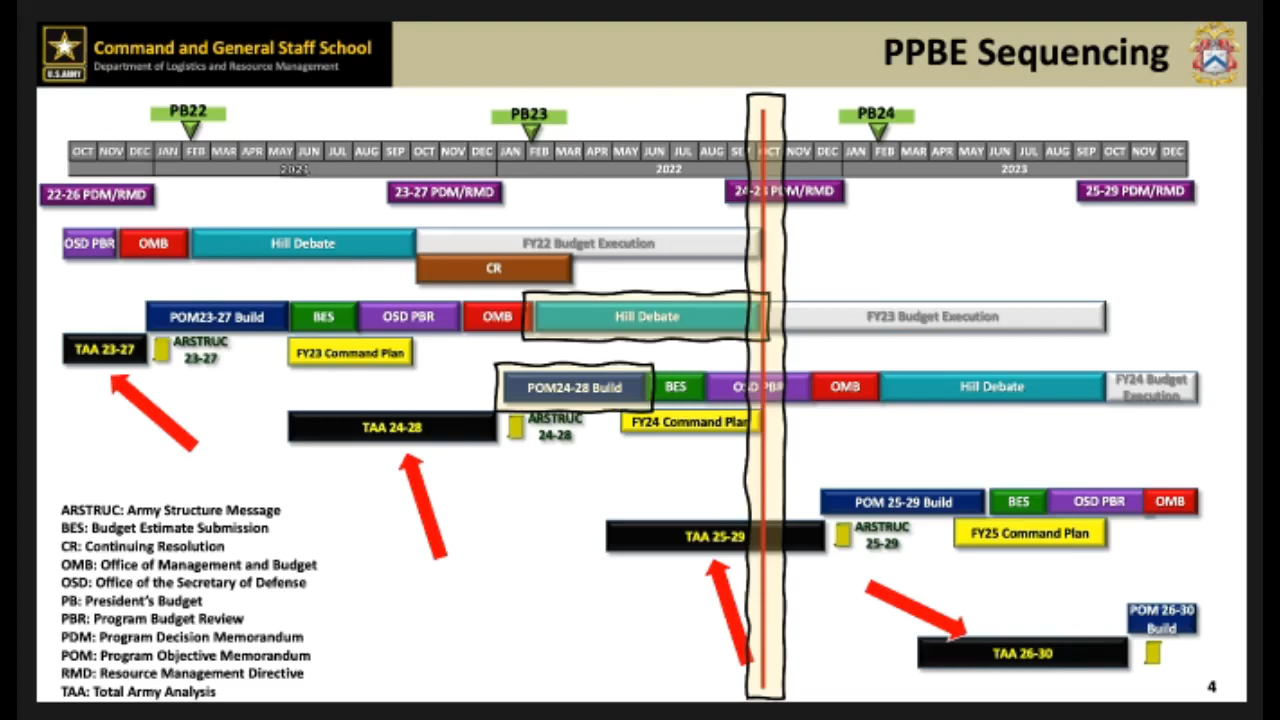 Command and General Staff School
Department of Logistics and Resource Management
U.S.ARMY
PPBE Sequencing
PB22 PB23 PB24
OCT NOV DEC JAN FEB MAR APR MAY JUN JUL AUG SEP OCT NOV DEC JAN FEB MAR APR MAY JUN JUL AUG SEP OCT NOV DEC JAN FEB MAR APR MAY JUN JUL AUG SEP OCT NOV DEC
2021 2022 2023
22-26 PDM/RMD 23-27 PDM/RMD 24-28 PDM/RMD 25-29 PDM/RMD
OSD PBR OMB Hill Debate FY22 Budget Execution
CR
POM23-27 Build BES OSD PBR OMB Hill Debate FY23 Budget Execution
TAA 23-27 ARSTRUC FY23 Command Plan
23-27
POM24-28 Build BES OSD PBR OMB Hill Debate FY24 Budget
Execution
TAA 24-28 ARSTRUC FY24 Command Plan
24-28
POM 25-29 Build BES OSD PBR OMB
TAA 25-29 ARSTRUC FY25 Command Plan
25-29
POM 26-30
Build
TAA 26-30
ARSTRUC: Army Structure Message
BES: Budget Estimate Submission
CR: Continuing Resolution
OMB: Office of Management and Budget
OSD: Office of the Secretary of Defense
PB: President's Budget
PBR: Program Budget Review
PDM: Program Decision Memorandum
POM: Program Objective Memorandum
RMD: Resource Management Directive
TAA: Total Army Analysis
4